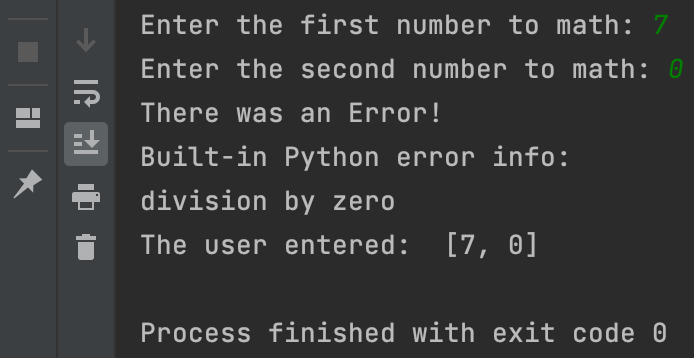 Enter the first number to math: 7
Enter the second number to math: 0
There was an Error!
Built-in Python error info:
division by zero
The user entered:  [7, 0]
Process finished with exit code 0